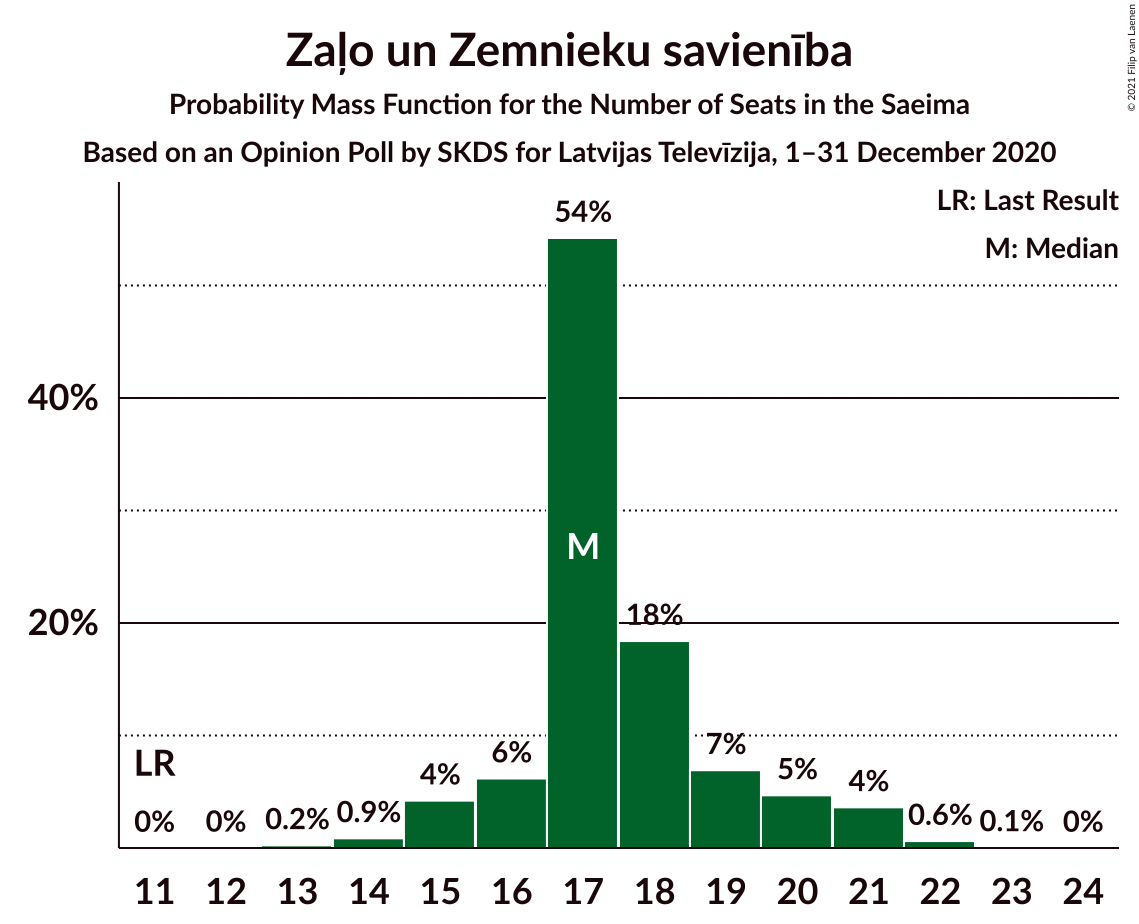 Zaļo un Zemnieku savienība
Probability Mass Function for the Number of Seats in the Saeima
Based on an Opinion Poll by SKDS for Latvijas Televīzija, 1–31 December 2020
© 2021 Filip van Laenen
LR: Last Result
M: Median
54%
40%
M
20%
18%
LR
0%
0%
0.2%
0.9%
4%
6%
7%
5%
4%
0.6%
0.1%
0%
11 12 13 14 15 16 17 18 19 20 21 22 23 24